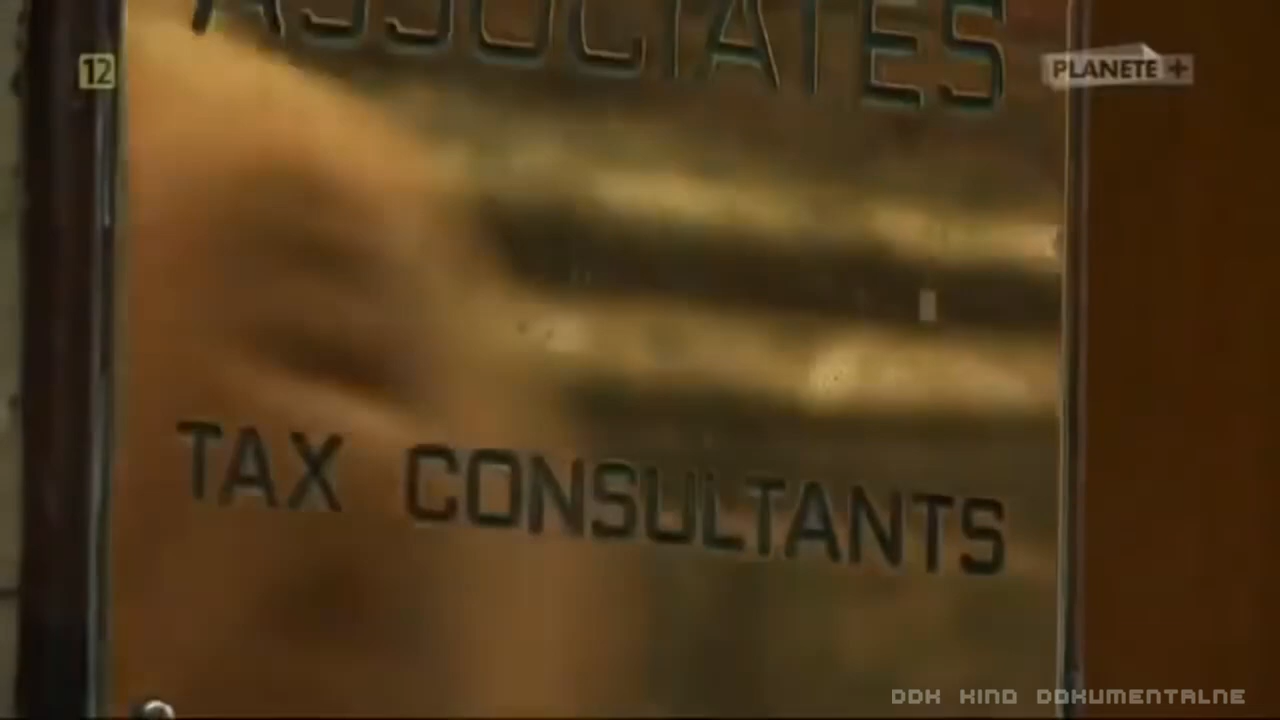 ASSOCIATES
12
PLANETE +
TAX CONSULTANTS
DDK KINO DOKUMENTALNE